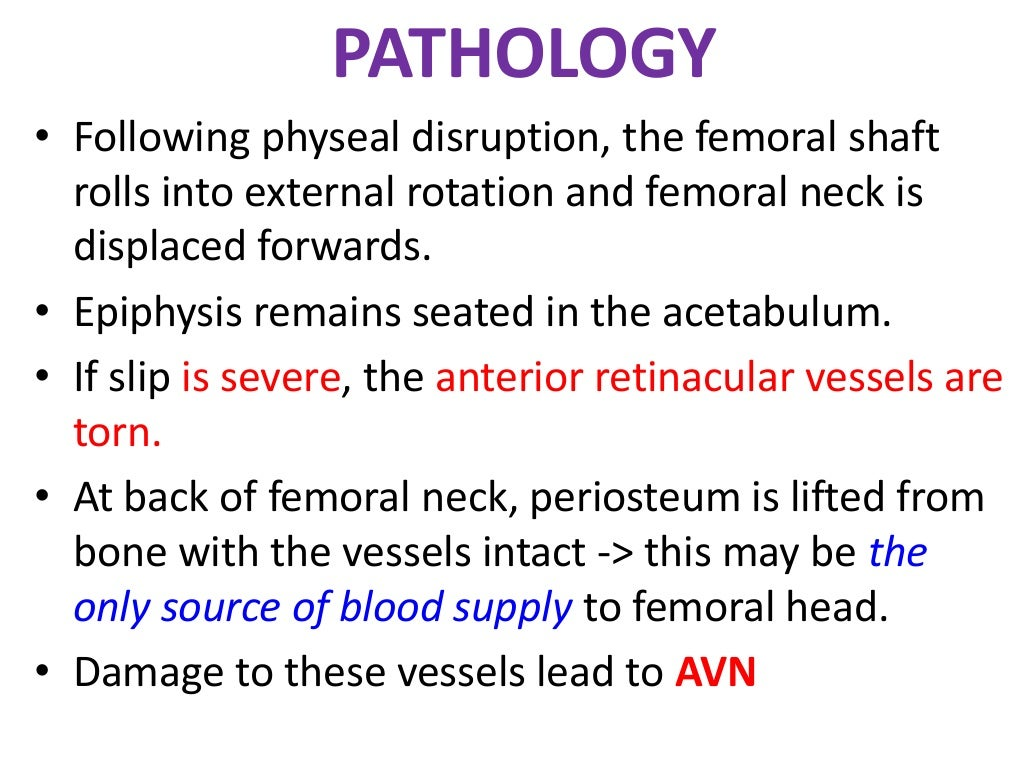 PATHOLOGY
• Following physeal disruption, the femoral shaft
rolls into external rotation and femoral neck is
displaced forwards.
• Epiphysis remains seated in the acetabulum.
• If slip is severe, the anterior retinacular vessels are
torn.
• At back of femoral neck, periosteum is lifted from
bone with the vessels intact -> this may be the
only source of blood supply to femoral head.
• Damage to these vessels lead to AVN